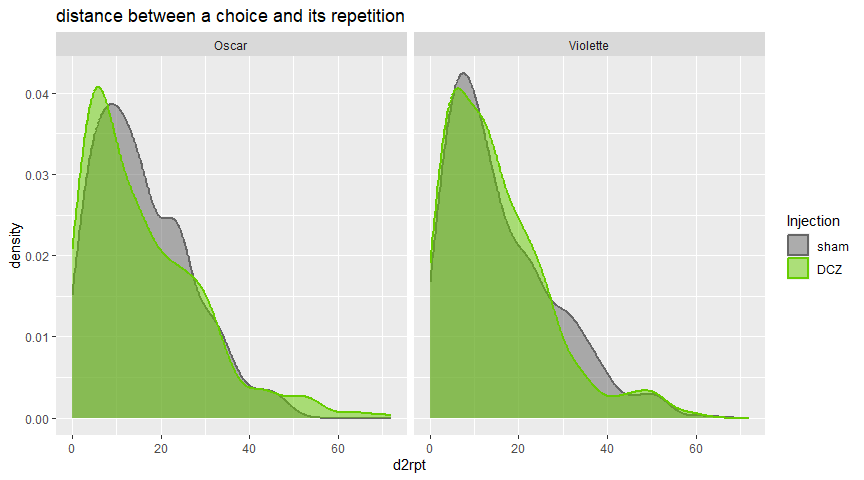 distance between a choice and its repetition
Oscar
Violette
density
0.04
0.03
0.02
0.01
0.00
0
20
40
60
0
20
40
60
d2rpt
Injection
sham
DCZ